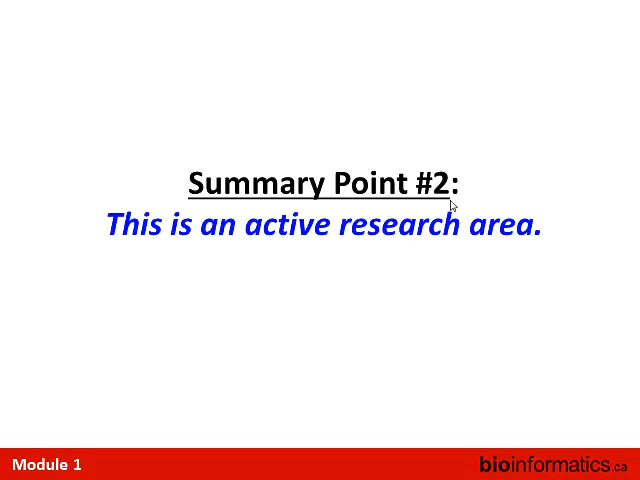 Summary Point #2:
This is an active research area.
Module 1
bioinformatics.ca